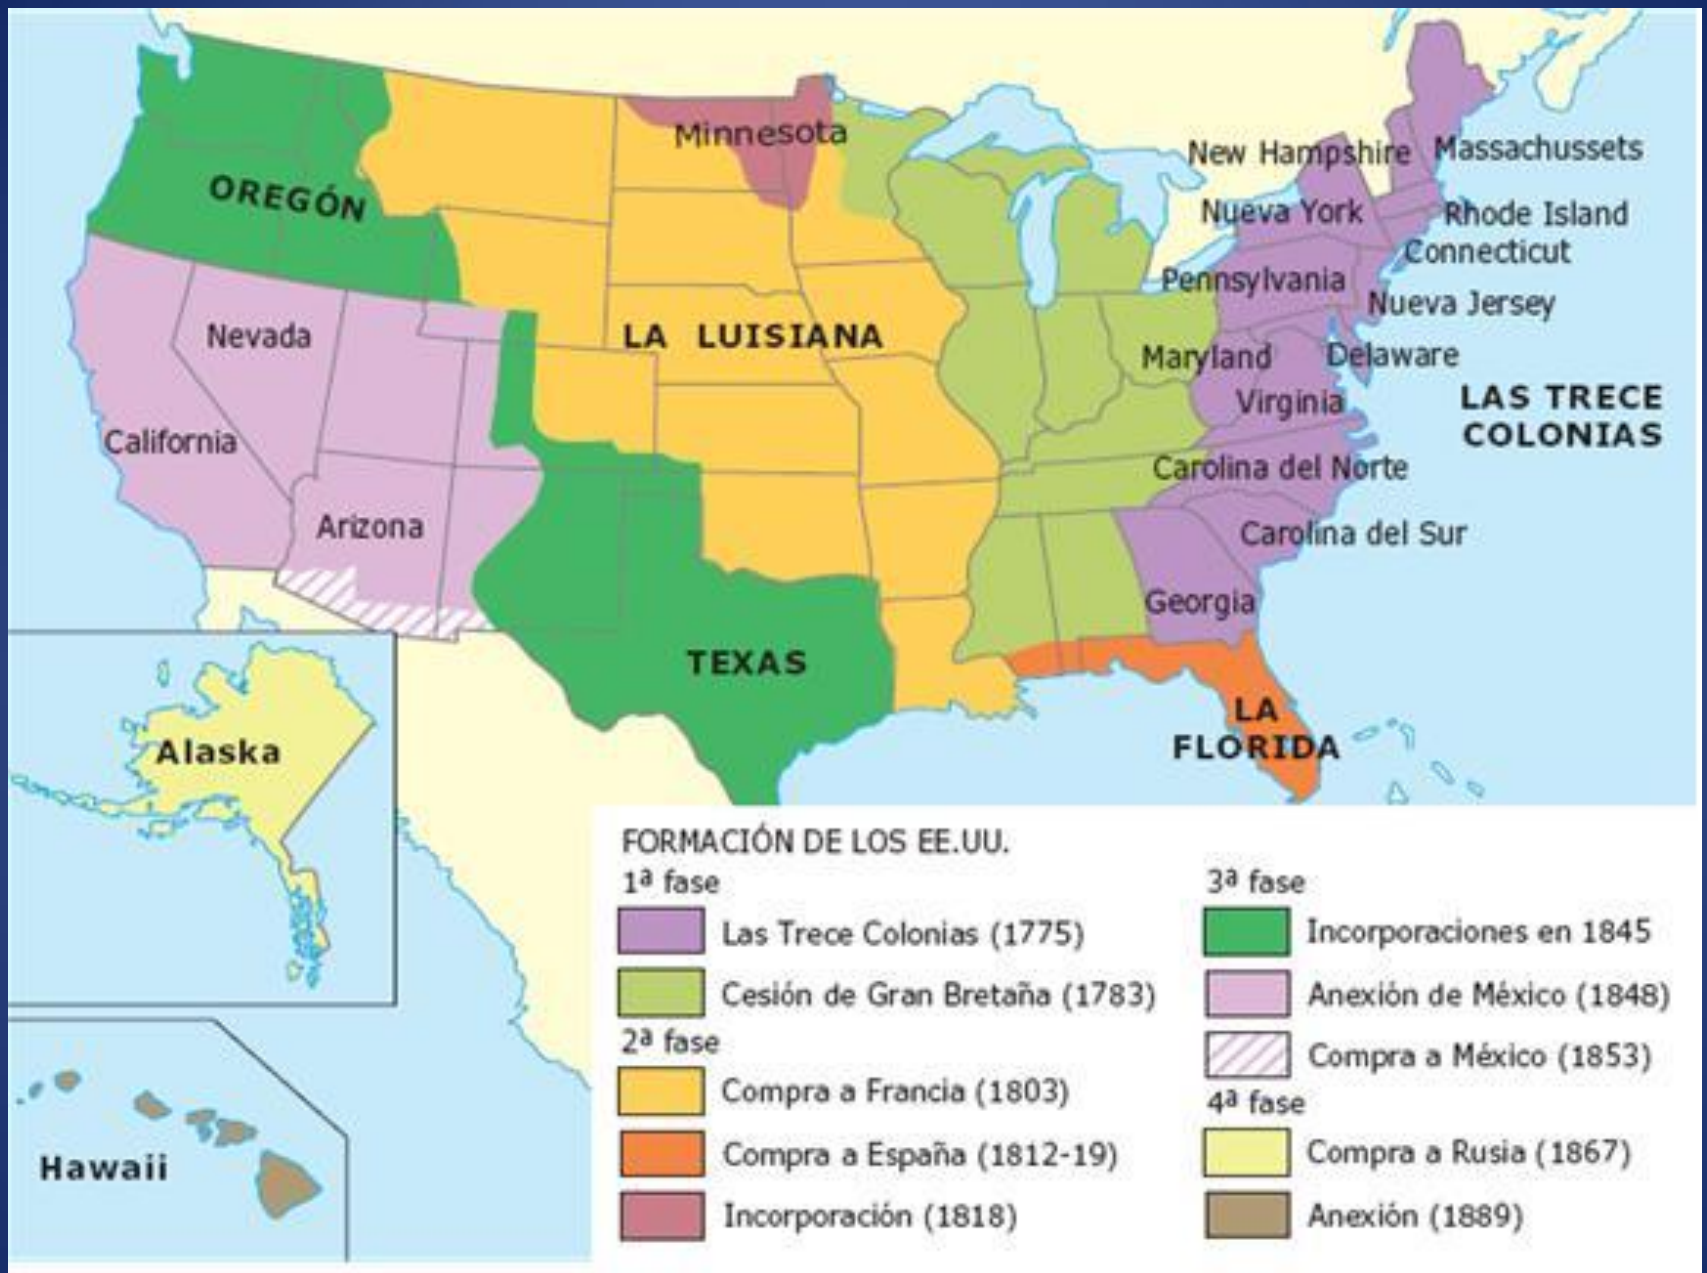 Minnesota
New Hampshire
Massachussets
OREGÓN
Nueva York
Rhode Island
Connecticut
Pennsylvania
Nueva Jersey
Nevada
LA LUISIANA
Maryland
Delaware
Virginia
LAS TRECE
COLONIAS
California
Carolina del Norte
Arizona
Carolina del Sur
Georgia
TEXAS
LA
FLORIDA
Alaska
Hawaii
FORMACIÓN DE LOS EE.UU.
1ª fase
Las Trece Colonias (1775)
Cesión de Gran Bretaña (1783)
2ª fase
Compra a Francia (1803)
Compra a España (1812-19)
Incorporación (1818)
3ª fase
Incorporaciones en 1845
Anexión de México (1848)
Compra a México (1853)
4ª fase
Compra a Rusia (1867)
Anexión (1889)